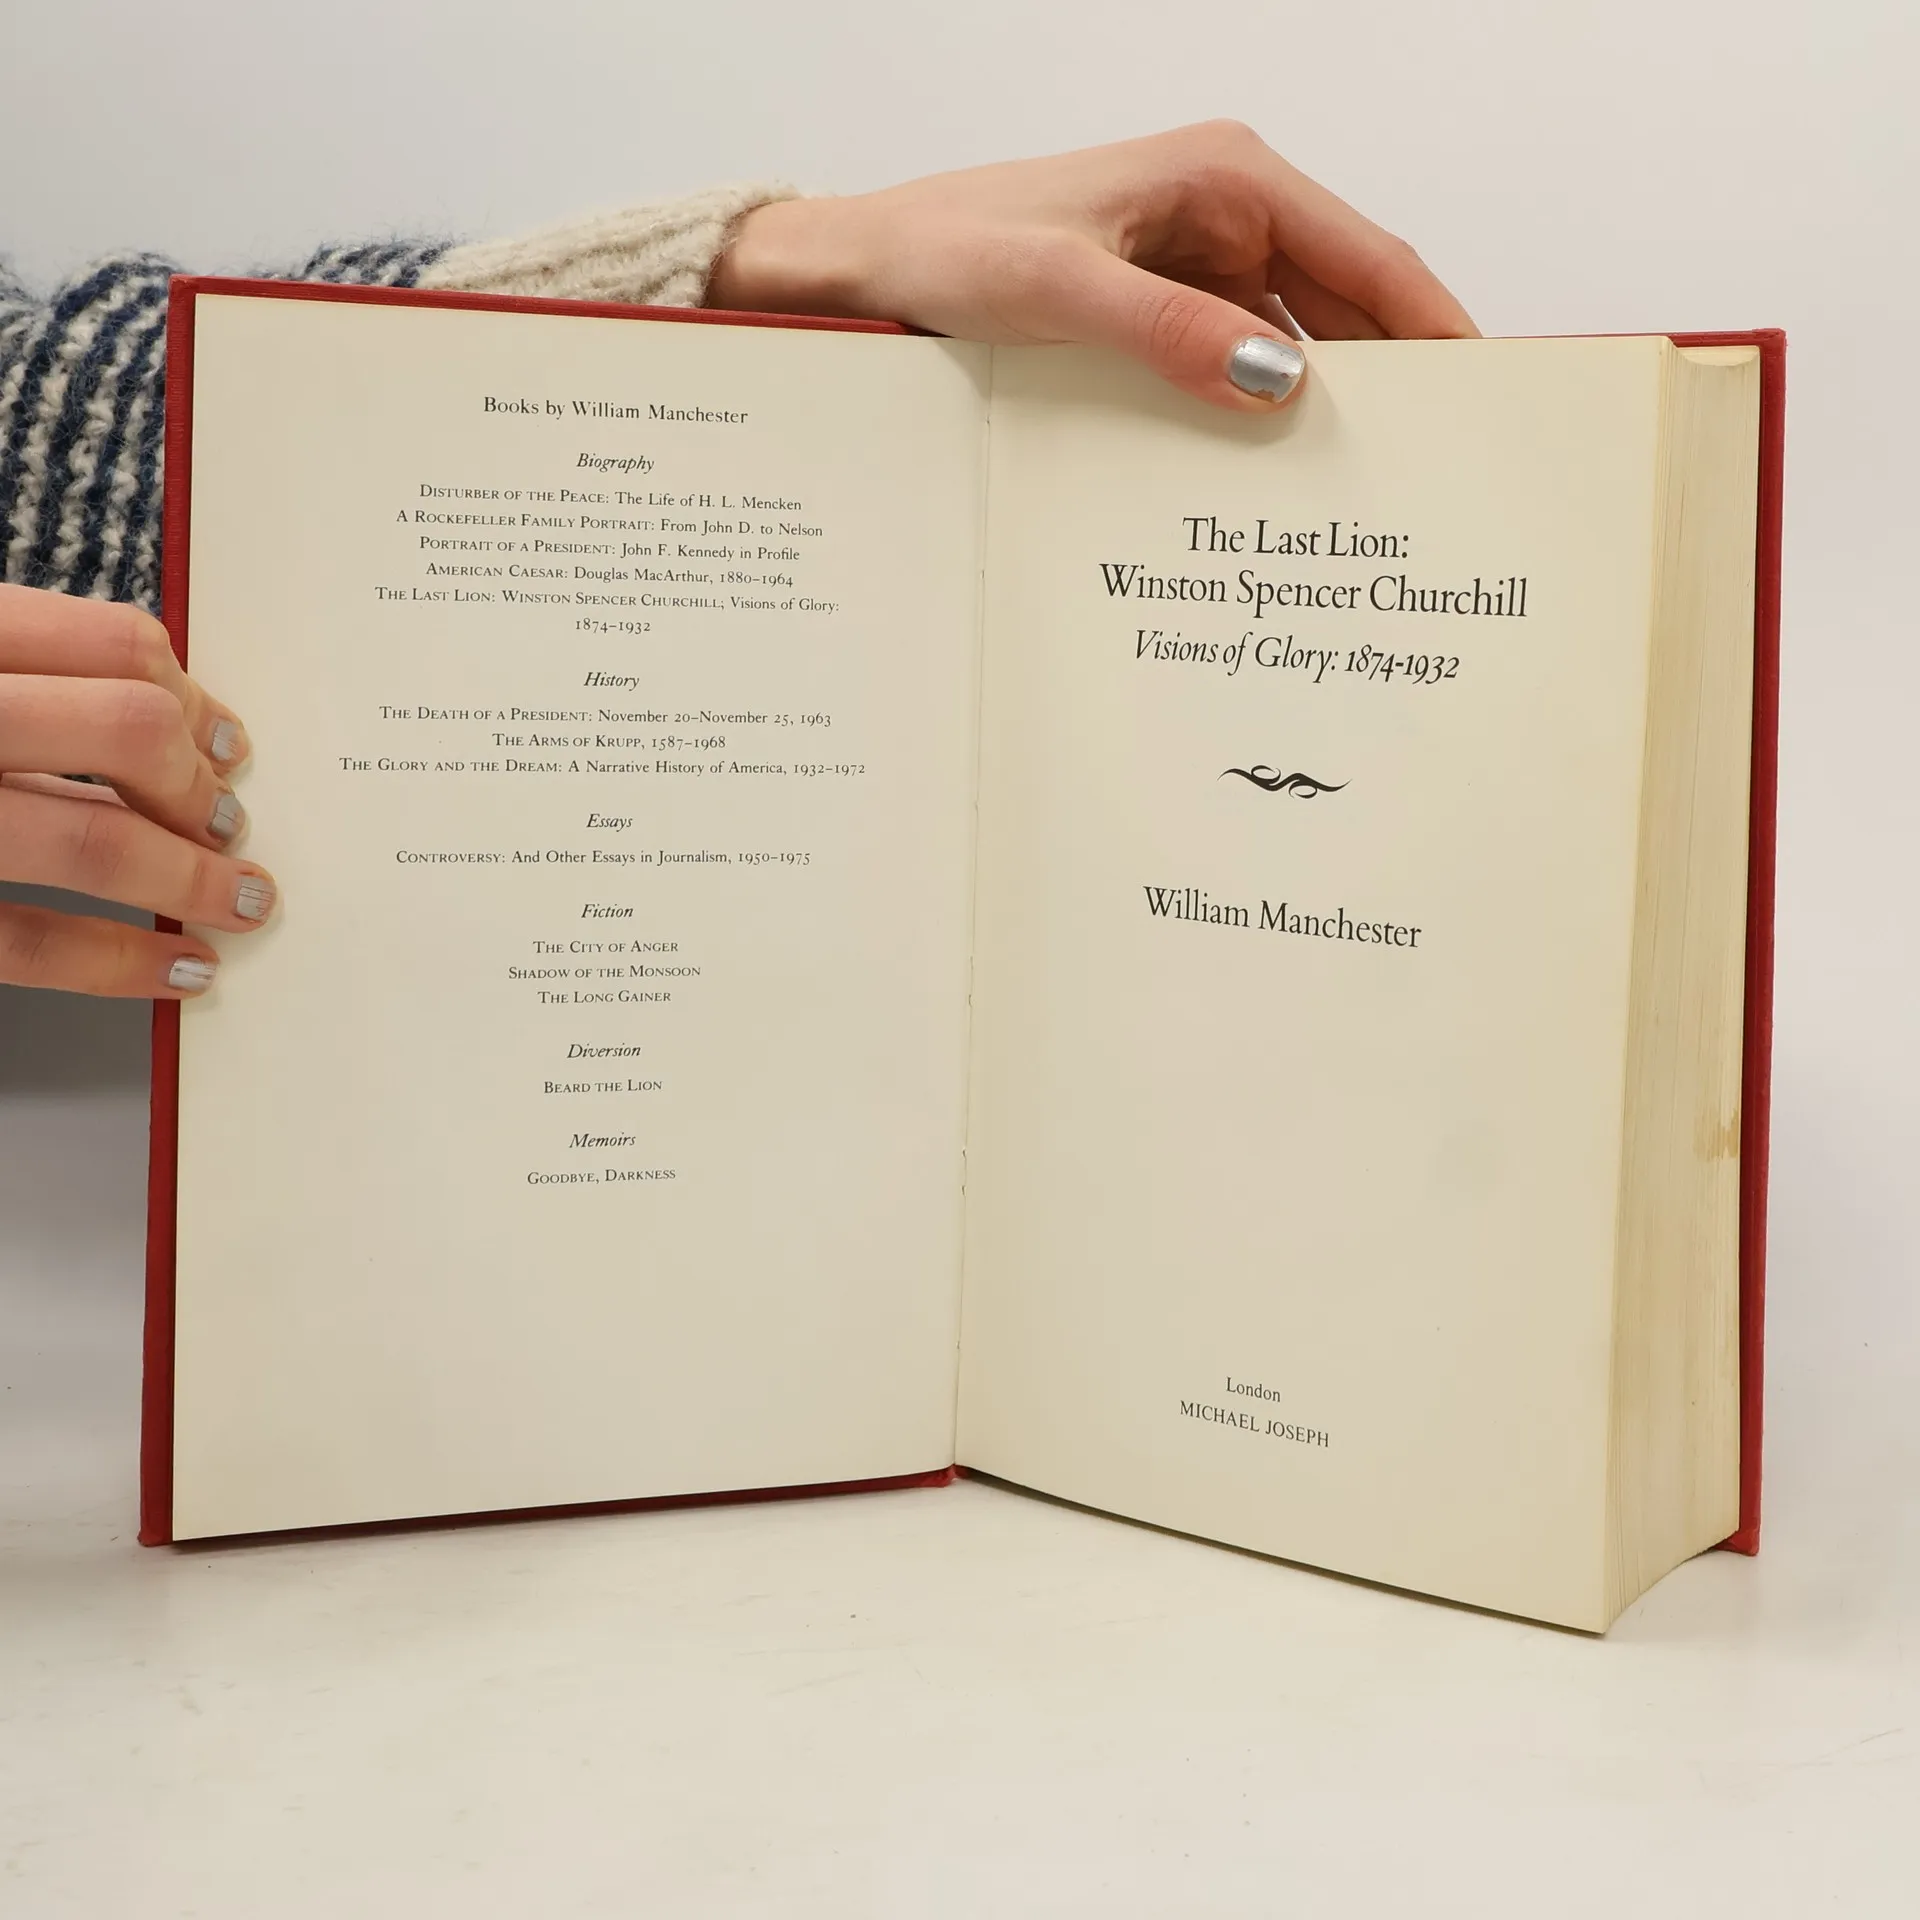 Books by William Manchester
Biography
DISTURBER OF THE PEACE: The Life of H. L. Mencken
A ROCKEFELLER FAMILY PORTRAIT: From John D. to Nelson
PORTRAIT OF A PRESIDENT: John F. Kennedy in Profile
AMERICAN CAESAR: Douglas MacArthur, 1880–1964
THE LAST LION: WINSTON SPENCER CHURCHILL; Visions of Glory:
1874–1932
History
THE DEATH OF A PRESIDENT: November 20–November 25, 1963
THE ARMS OF KRUPP, 1587–1968
THE GLORY AND THE DREAM: A Narrative History of America, 1932–1972
Essays
CONTROVERSY: And Other Essays in Journalism, 1950–1975
Fiction
THE CITY OF ANGER
SHADOW OF THE MONSOON
THE LONG GAINER
Diversion
BEARD THE LION
Memoirs
GOODBYE, DARKNESS
The Last Lion:
Winston Spencer Churchill
Visions of Glory: 1874-1932
William Manchester
London
MICHAEL JOSEPH